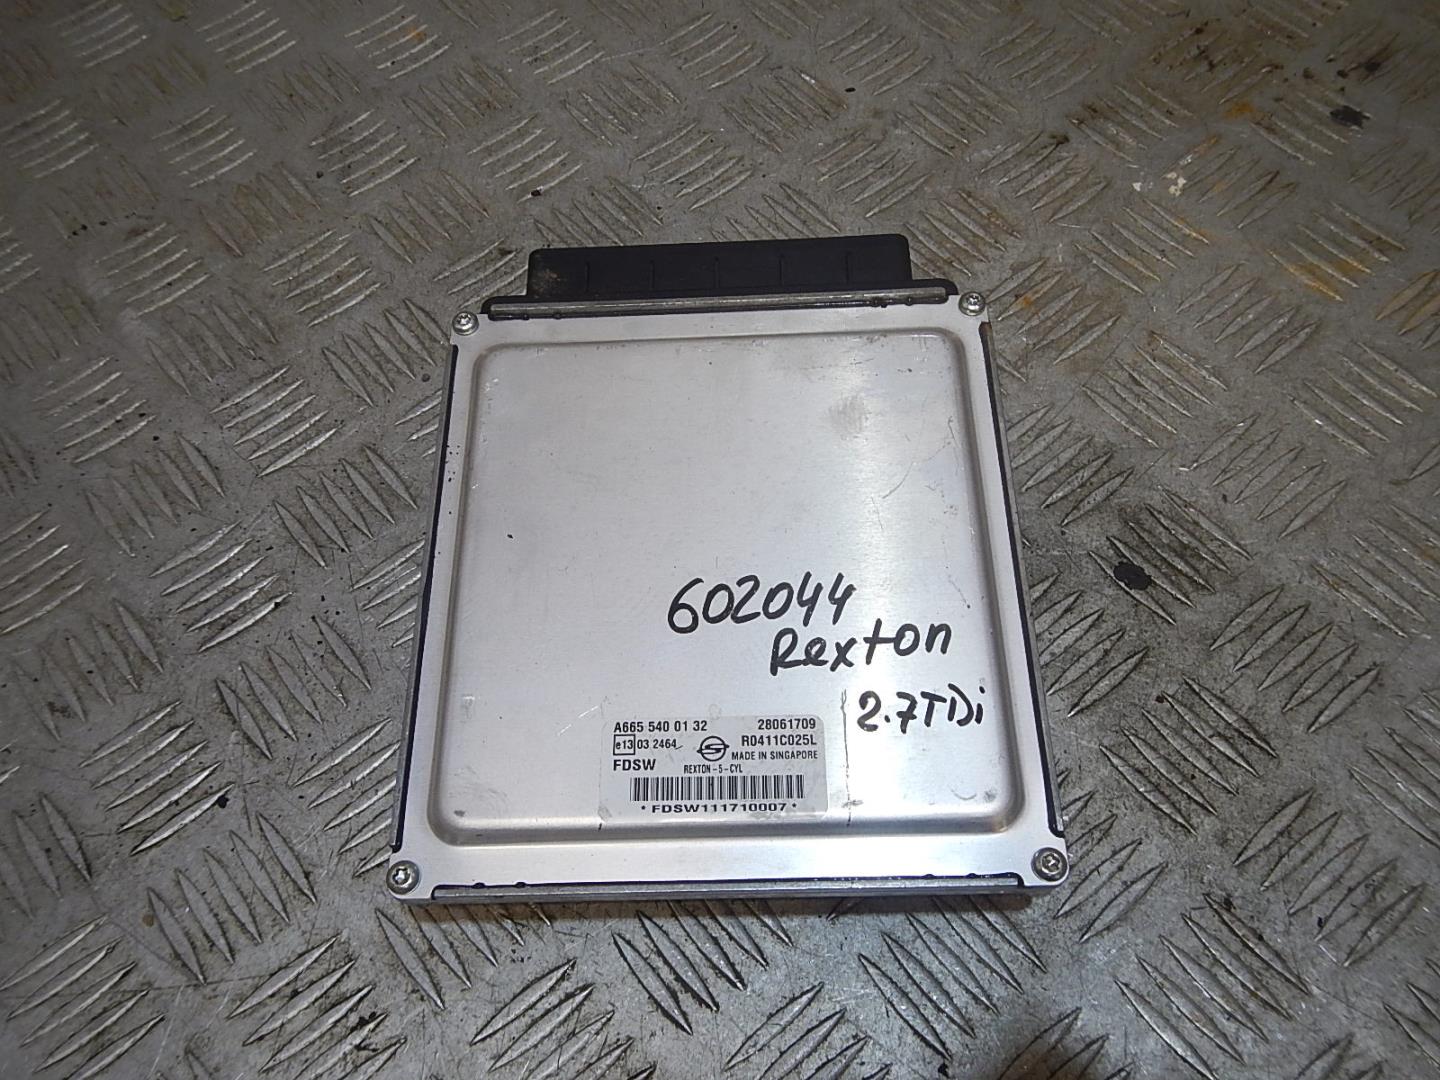 602044
Rexton
2.7TDi
A665 540 01 32 28061709
e13 03 2464 R0411C025L
MADE IN SINGAPORE
FDSW REXTON-5-CYL
* FDSW111710007 *